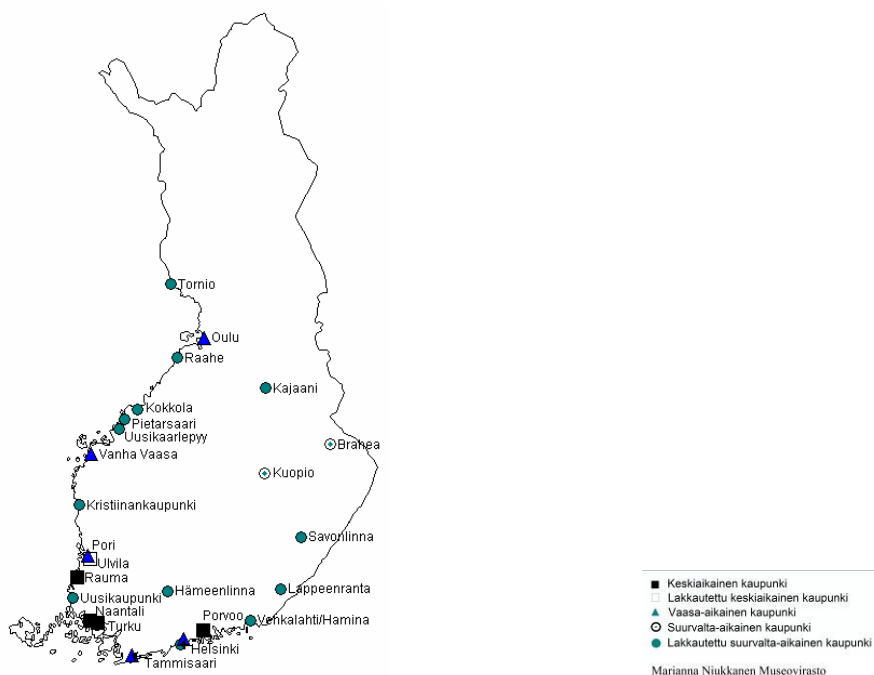 Tornio
Oulu
Raahe
Kajaani
Kokkola
Pietarsaari
Uusikaarlepyy
Brahea
Vanha Vaasa
Kuopio
Kristiinankaupunki
Savonlinna
Pori
Ulvila
Rauma
Hämeenlinna
Lappeenranta
Uusikaupunki
Naantali
Porvoo
Vehkalahti/Hamina
Turku
Helsinki
Tammisaari
Keskiaikainen kaupunki
Lakkautettu keskiaikainen kaupunki
Vaasa-aikainen kaupunki
Suurvalta-aikainen kaupunki
Lakkautettu suurvalta-aikainen kaupunki
Marianna Niukkanen Museovirasto